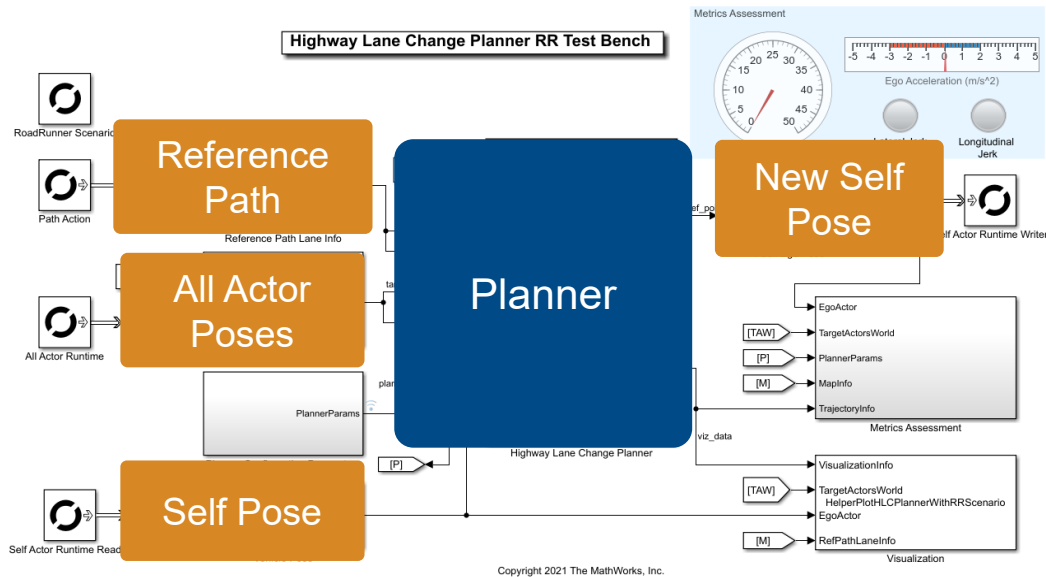 Metrics Assessment
Highway Lane Change Planner RR Test Bench
0
5
10
15
20
25
30
35
40
45
50
-5 -4 -3 -2 -1 0 1 2 3 4 5
Ego Acceleration (m/s^2)
Longitudinal
Jerk
RoadRunner Scenario
Reference
Path
Path Action
Reference Path Lane Info
Planner
New Self
Pose
Self Actor Runtime Writer
All Actor
Poses
All Actor Runtime
EgoActor
[TAW]
TargetActorsWorld
[P]
PlannerParams
[M]
MapInfo
TrajectoryInfo
Metrics Assessment
PlannerParams
[P]
Highway Lane Change Planner
viz_data
VisualizationInfo
[TAW]
TargetActorsWorld
HelperPlotHLCPlannerWithRRScenario
EgoActor
[M]
RefPathLaneInfo
Visualization
Self Pose
Self Actor Runtime Read
Copyright 2021 The MathWorks, Inc.